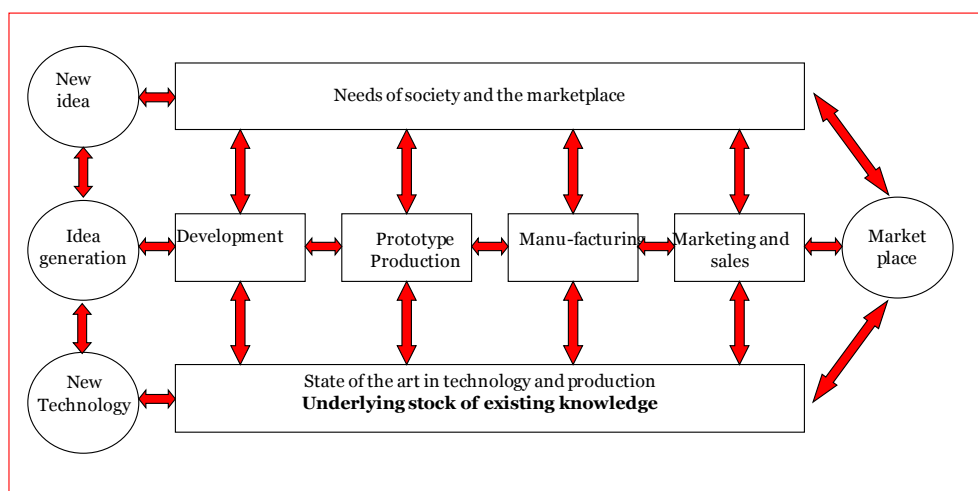 New
idea
Needs of society and the marketplace
Idea
generation
Development
Prototype
Production
Manu-facturing
Marketing and
sales
Market
place
New
Technology
State of the art in technology and production
Underlying stock of existing knowledge